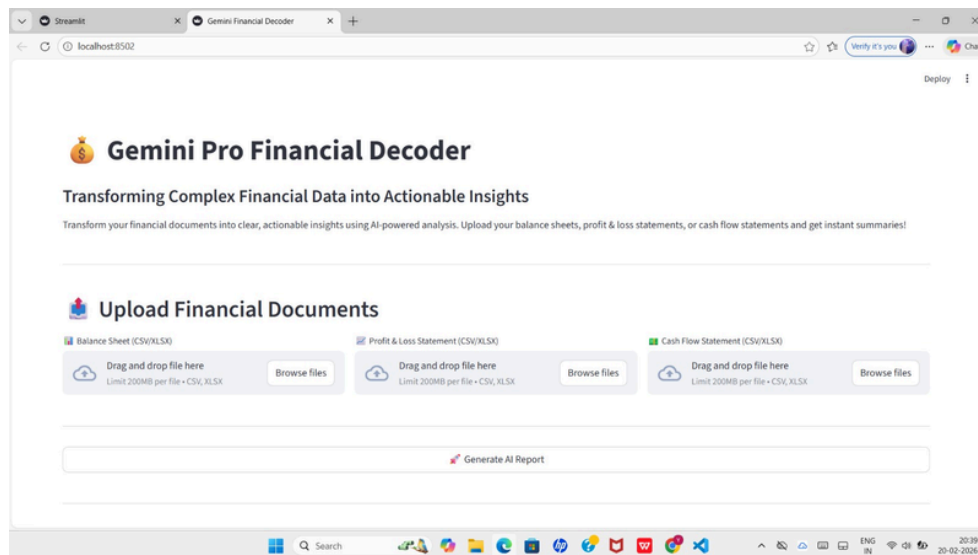 Streamlit
Gemini Financial Decoder
localhost:8502
Verify it's you
Deploy
Gemini Pro Financial Decoder
Transforming Complex Financial Data into Actionable Insights
Transform your financial documents into clear, actionable insights using AI-powered analysis. Upload your balance sheets, profit & loss statements, or cash flow statements and get instant summaries!
Upload Financial Documents
Balance Sheet (CSV/XLSX)
Drag and drop file here
Limit 200MB per file • CSV, XLSX
Browse files
Profit & Loss Statement (CSV/XLSX)
Drag and drop file here
Limit 200MB per file • CSV, XLSX
Browse files
Cash Flow Statement (CSV/XLSX)
Drag and drop file here
Limit 200MB per file • CSV, XLSX
Browse files
Generate AI Report
Search
ENG
IN
20:39